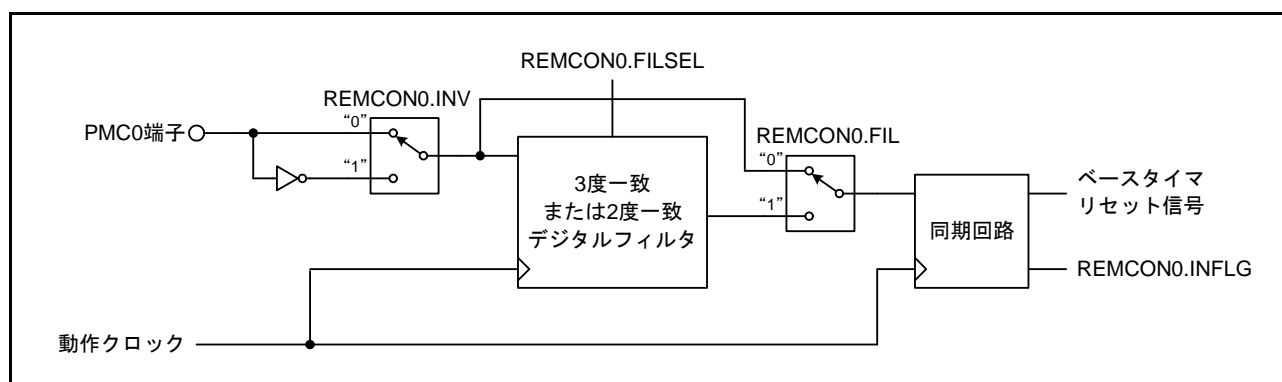 REMCON0.FILSEL
REMCON0.INV
PMC0端子
“0”
“1”
3度一致
または2度一致
デジタルフィルタ
REMCON0.FIL
“0”
“1”
同期回路
ベースタイマ
リセット信号
REMCON0.INFLG
動作クロック